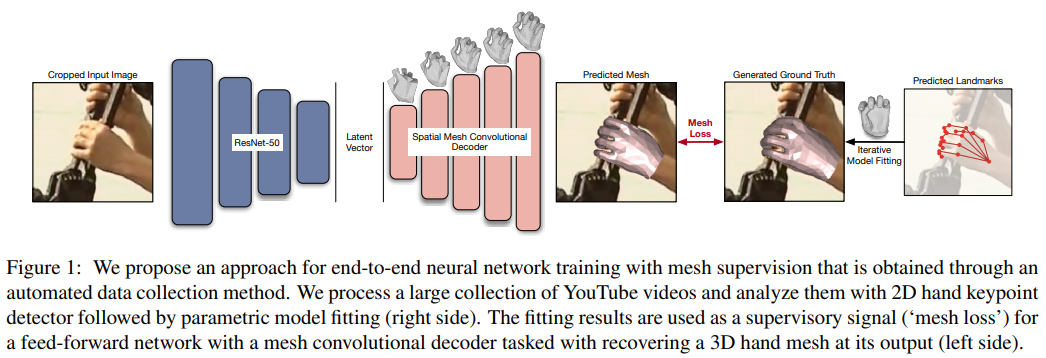 Cropped Input Image
ResNet-50
Latent
Vector
Spatial Mesh Convolutional
Decoder
Predicted Mesh
Mesh
Loss
Generated Ground Truth
Iterative
Model Fitting
Predicted Landmarks
Figure 1: We propose an approach for end-to-end neural network training with mesh supervision that is obtained through an
automated data collection method. We process a large collection of YouTube videos and analyze them with 2D hand keypoint
detector followed by parametric model fitting (right side). The fitting results are used as a supervisory signal (‘mesh loss’) for
a feed-forward network with a mesh convolutional decoder tasked with recovering a 3D hand mesh at its output (left side).